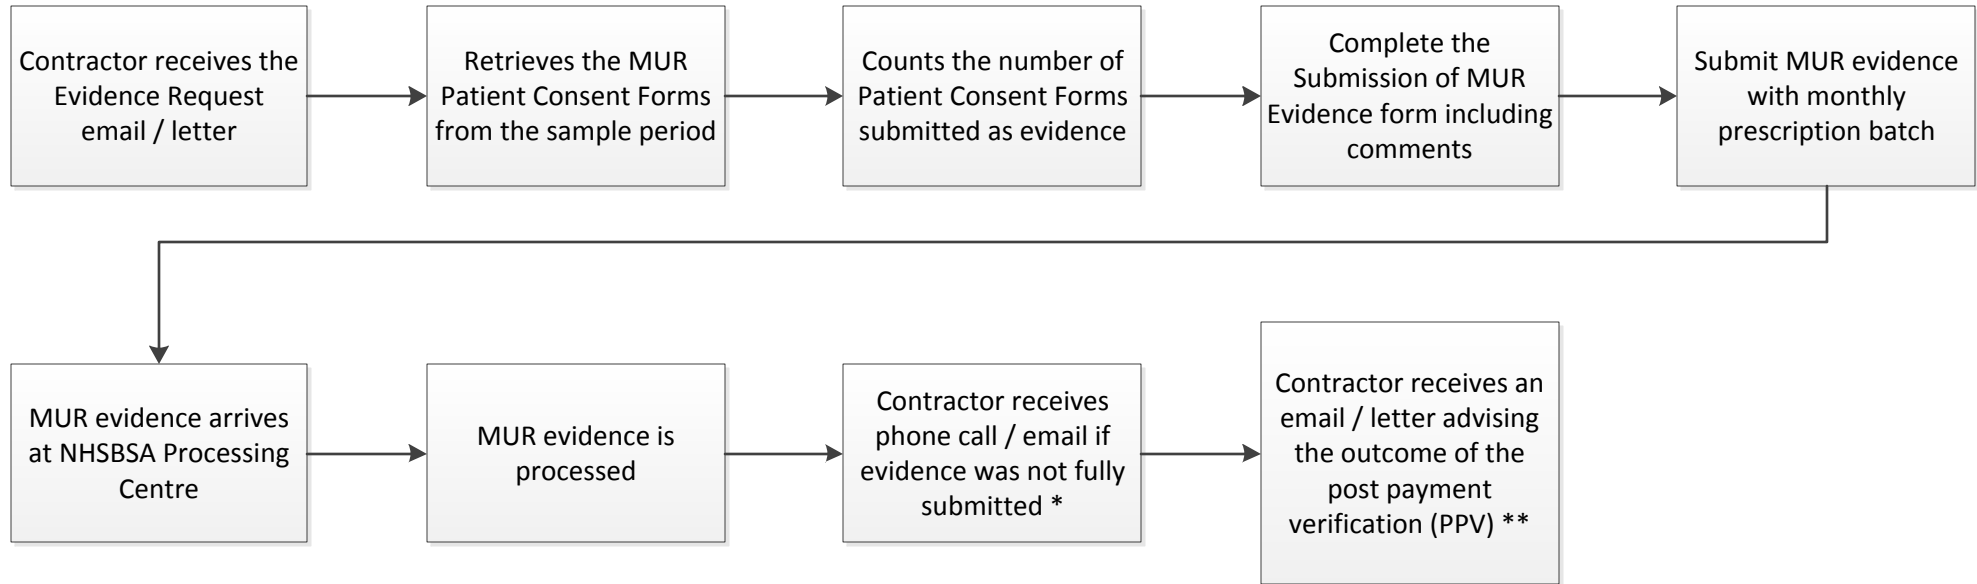 Contractor receives the
Evidence Request
email / letter
Retrieves the MUR
Patient Consent Forms
from the sample period
Counts the number of
Patient Consent Forms
submitted as evidence
Complete the
Submission of MUR
Evidence form including
comments
Submit MUR evidence
with monthly
prescription batch
MUR evidence arrives
at NHSBSA Processing
Centre
MUR evidence is
processed
Contractor receives
phone call / email if
evidence was not fully
submitted *
Contractor receives an
email / letter advising
the outcome of the
post payment
verification (PPV) **